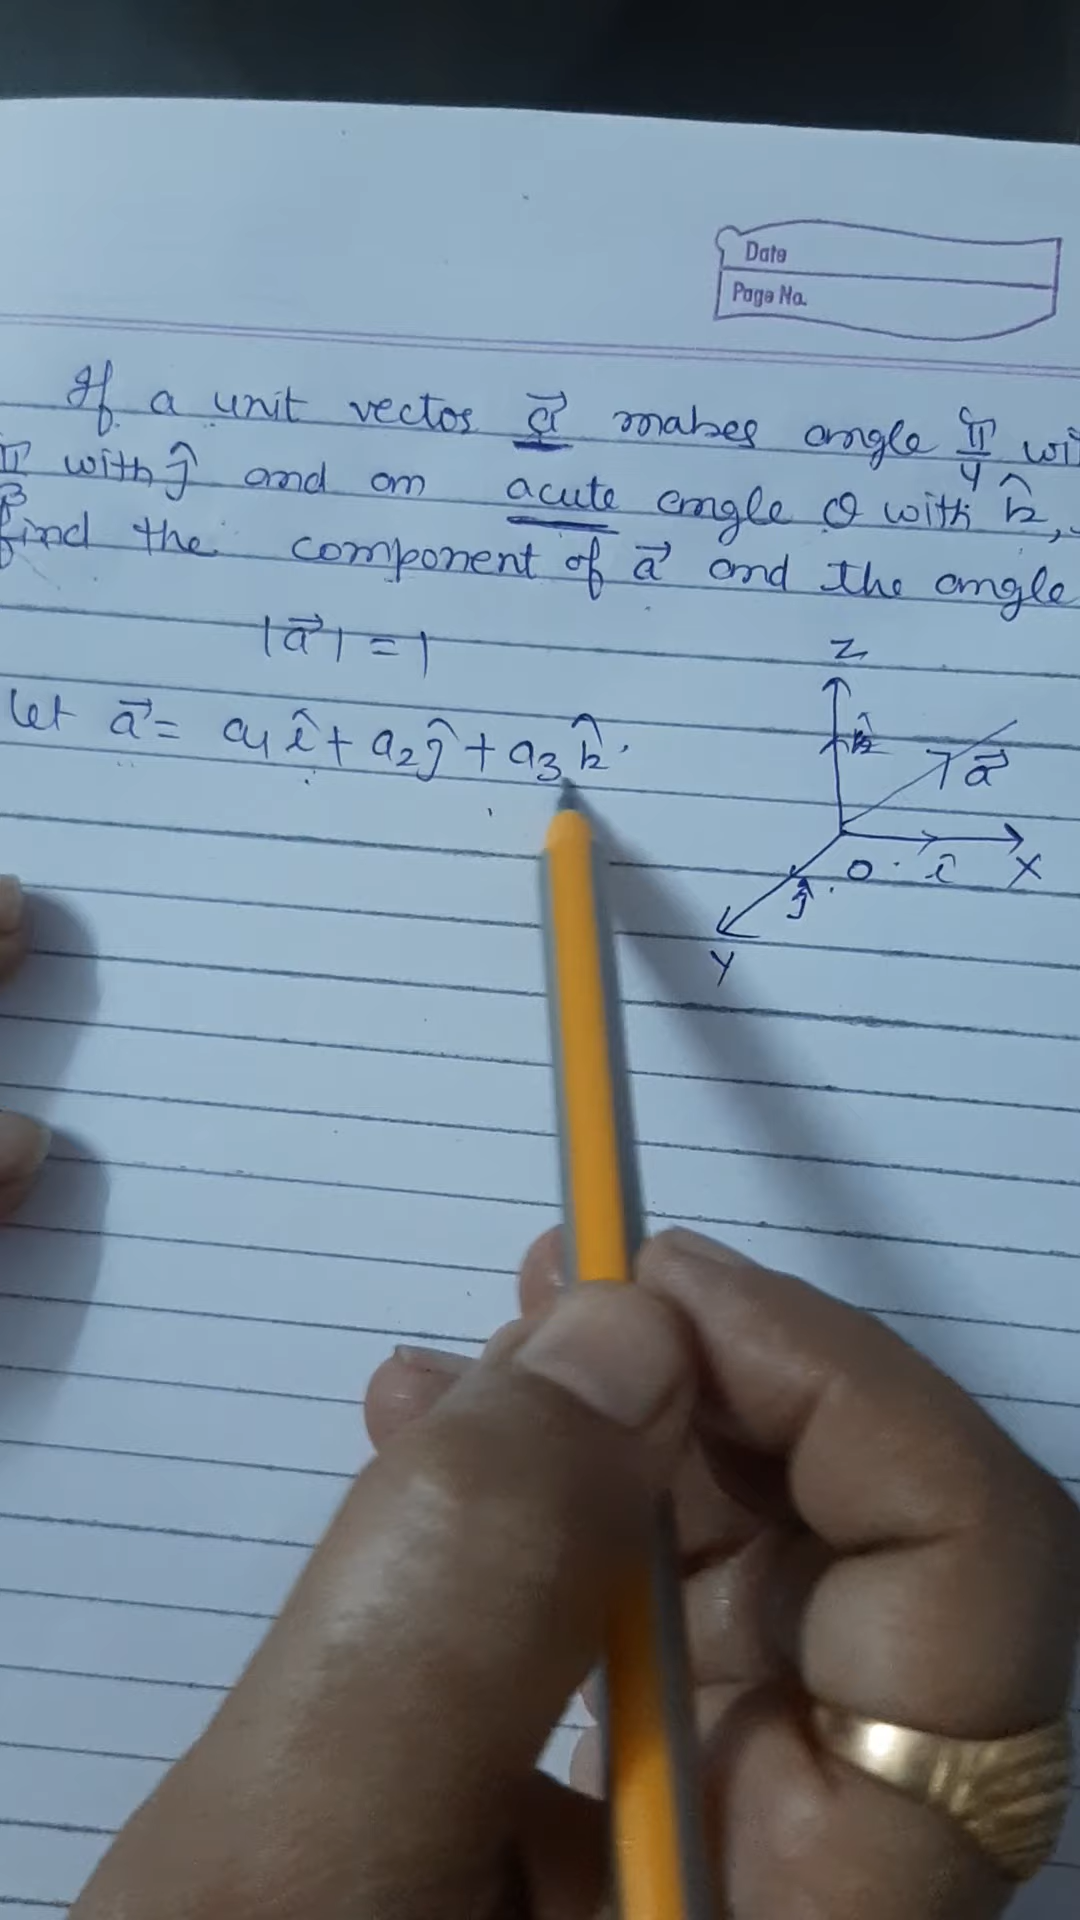 Date
Page No.
If a unit vector a⃗ makes angle π/4 wi
π/3 with ĵ and an acute angle θ with k̂,
find the component of a⃗ and the angle
|a⃗| = 1
Let a⃗ = a₁î + a₂ĵ + a₃k̂.
Z
k̂
a⃗
O
î
X
ĵ
Y